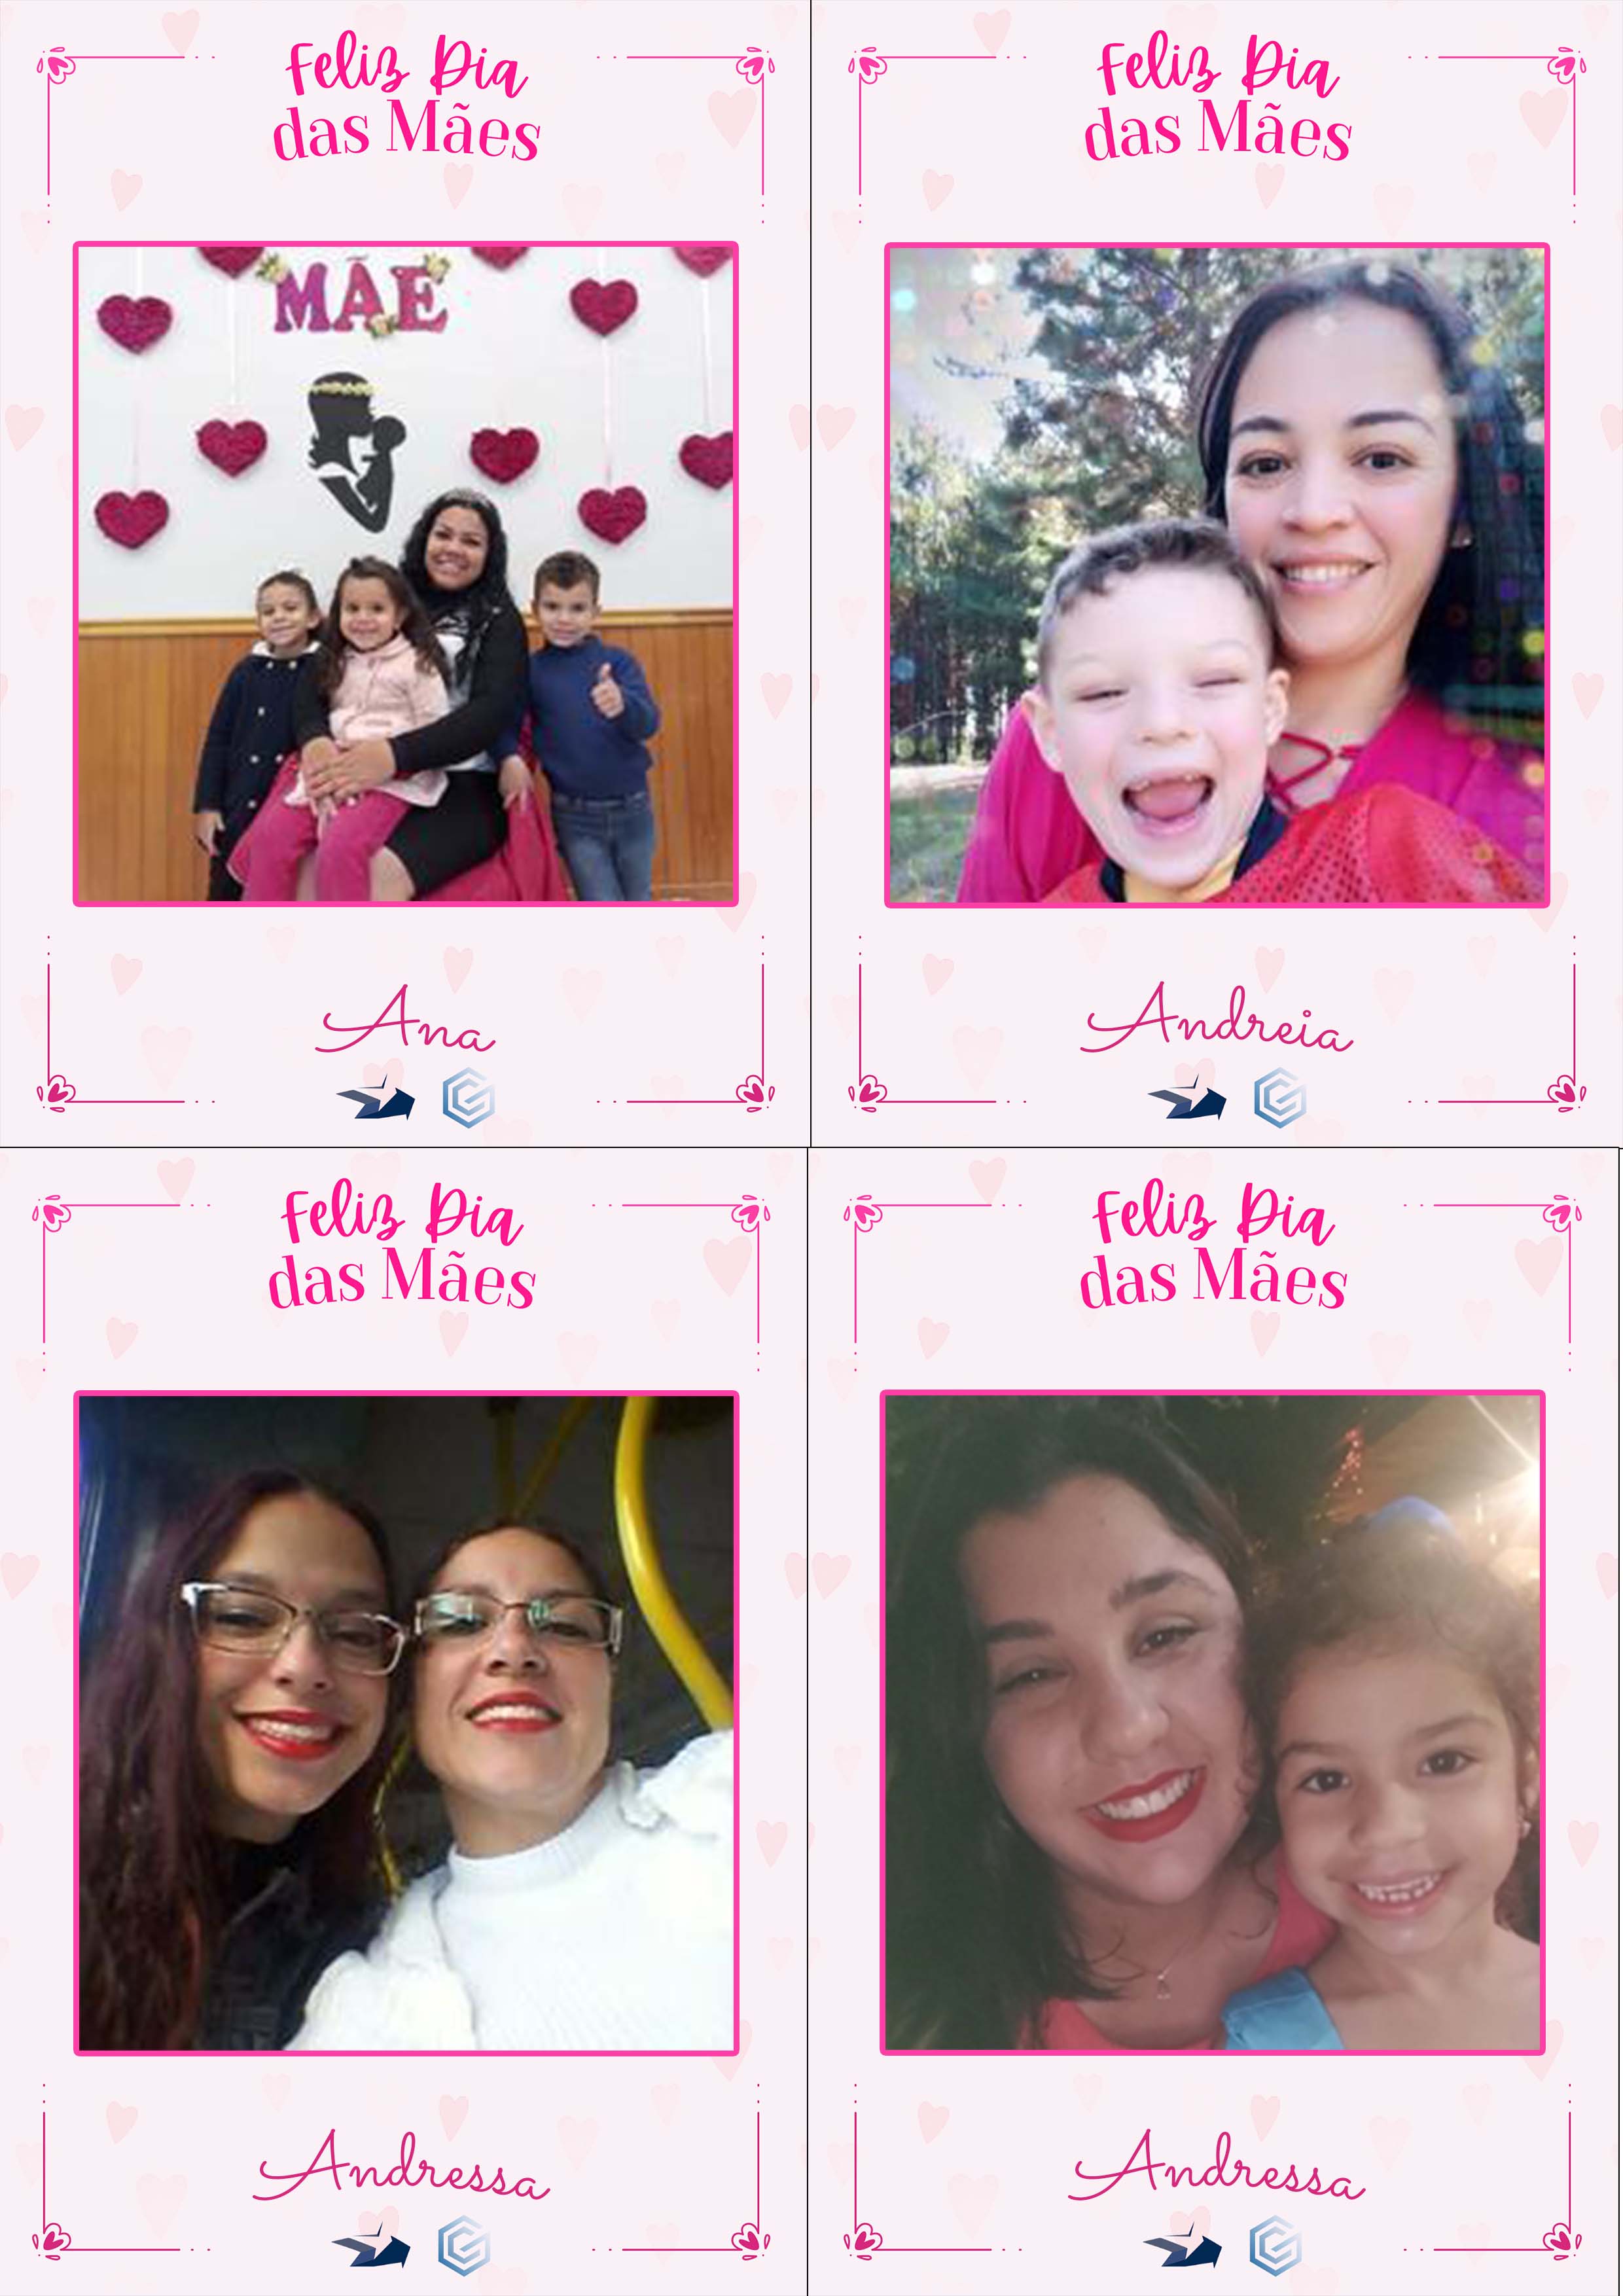 Feliz Dia
das Mães
MÃE
Ana
Feliz Dia
das Mães
Andreia
Feliz Dia
das Mães
Andressa
Feliz Dia
das Mães
Andressa